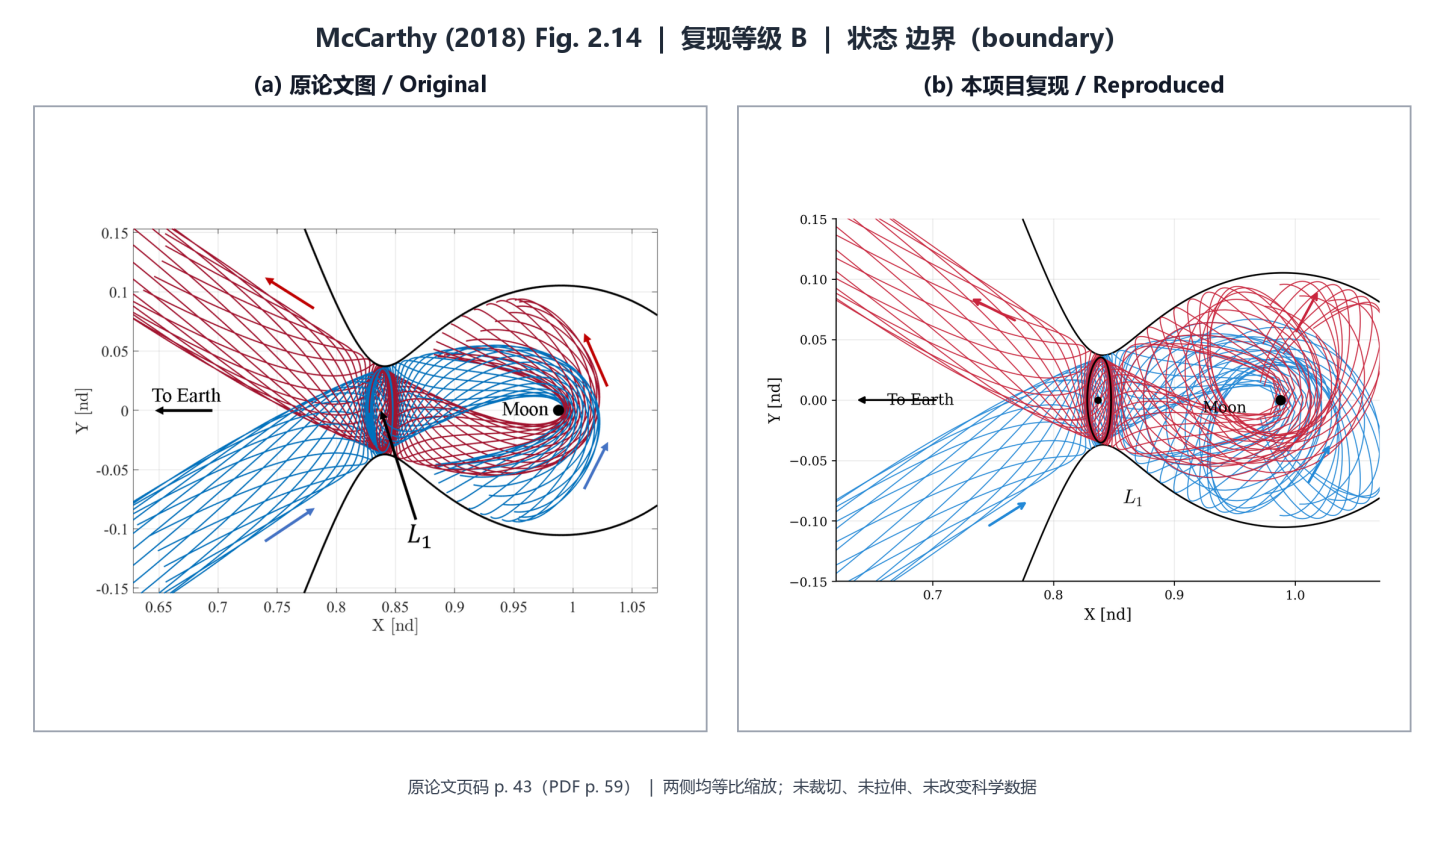 McCarthy (2018) Fig. 2.14 | 复现等级 B | 状态 边界（boundary）
(a) 原论文图 / Original
(b) 本项目复现 / Reproduced
0.15
0.1
0.05
0
-0.05
-0.1
-0.15
Y [nd]
To Earth
Moon
L1
0.65
0.7
0.75
0.8
0.85
0.9
0.95
1
1.05
X [nd]
0.15
0.10
0.05
0.00
−0.05
−0.10
−0.15
Y [nd]
To Earth
Moon
L1
0.7
0.8
0.9
1.0
X [nd]
原论文页码 p. 43（PDF p. 59） | 两侧均等比缩放；未裁切、未拉伸、未改变科学数据